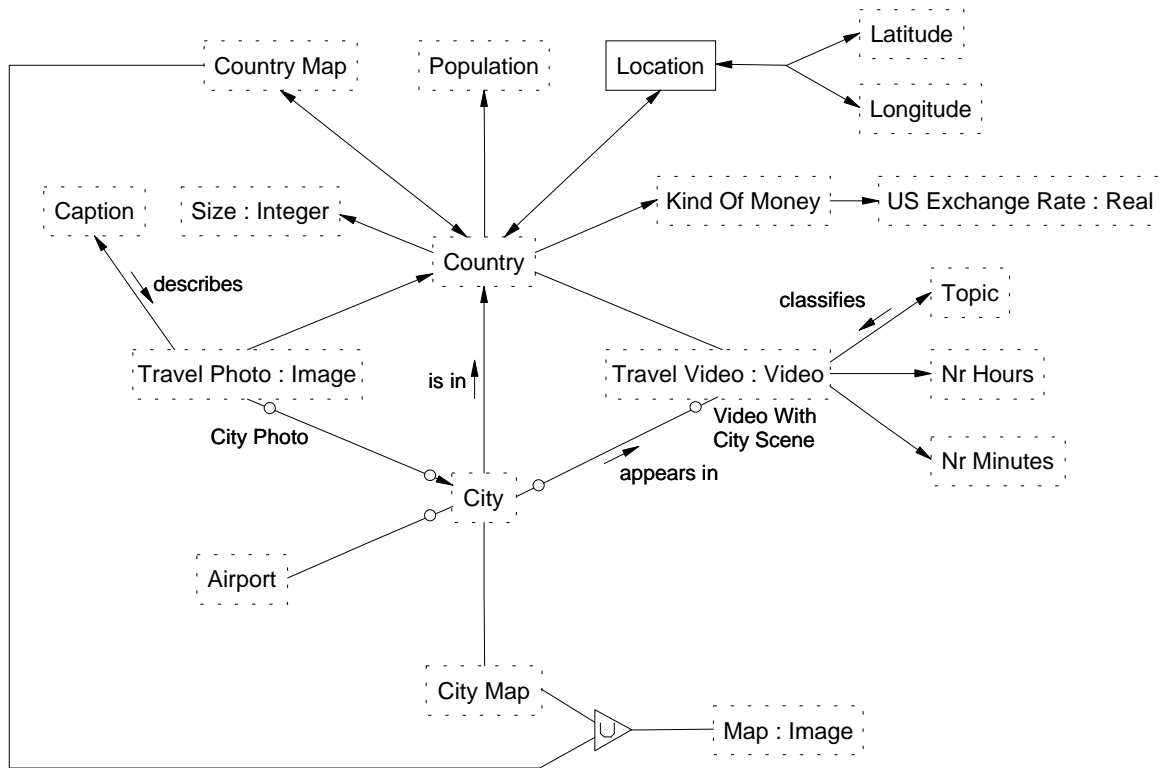 Latitude
Country Map
Population
Location
Longitude
Caption
Size : Integer
Kind Of Money
US Exchange Rate : Real
Country
describes
classifies
Topic
Travel Photo : Image
is in
Travel Video : Video
Nr Hours
City Photo
Video With
City Scene
Nr Minutes
appears in
City
Airport
City Map
U
Map : Image